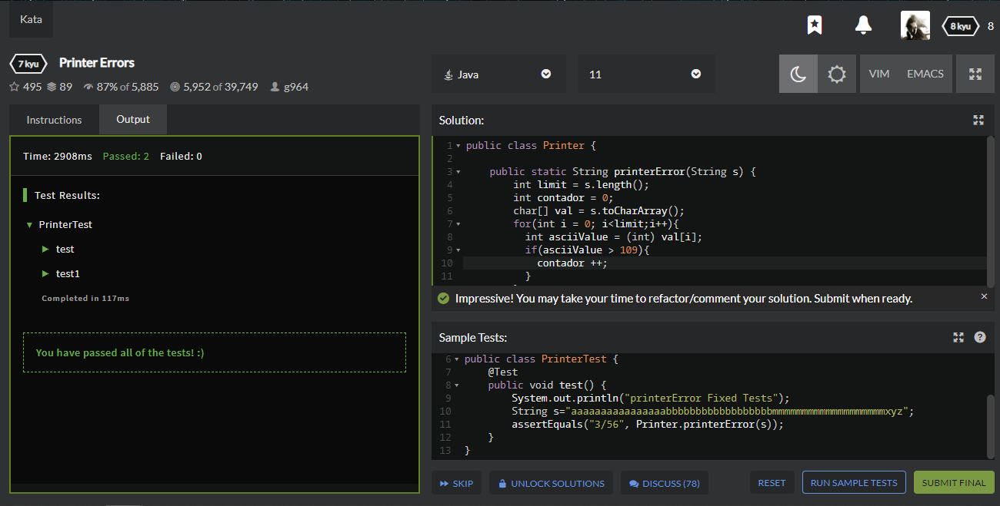 Kata
8 kyu 8
7 kyu Printer Errors
495 89 87% of 5,885 5,952 of 39,749 g964
Java 11 VIM EMACS
Instructions Output
Time: 2908ms Passed: 2 Failed: 0
Test Results:
PrinterTest
test
test1
Completed in 117ms
You have passed all of the tests! :)
Solution:
1 public class Printer {
2
3 public static String printerError(String s) {
4 int limit = s.length();
5 int contador = 0;
6 char[] val = s.toCharArray();
7 for(int i = 0; i<limit;i++){
8 int asciiValue = (int) val[i];
9 if(asciiValue > 109){
10 contador ++;
11 }
Impressive! You may take your time to refactor/comment your solution. Submit when ready. ×
Sample Tests: ?
6 public class PrinterTest {
7 @Test
8 public void test() {
9 System.out.println("printerError Fixed Tests");
10 String s="aaaaaaaaaaaaaaaabbbbbbbbbbbbbbbbbbmmmmmmmmmmmmmmmmmmmxyz";
11 assertEquals("3/56", Printer.printerError(s));
12 }
13 }
SKIP UNLOCK SOLUTIONS DISCUSS (78) RESET RUN SAMPLE TESTS SUBMIT FINAL